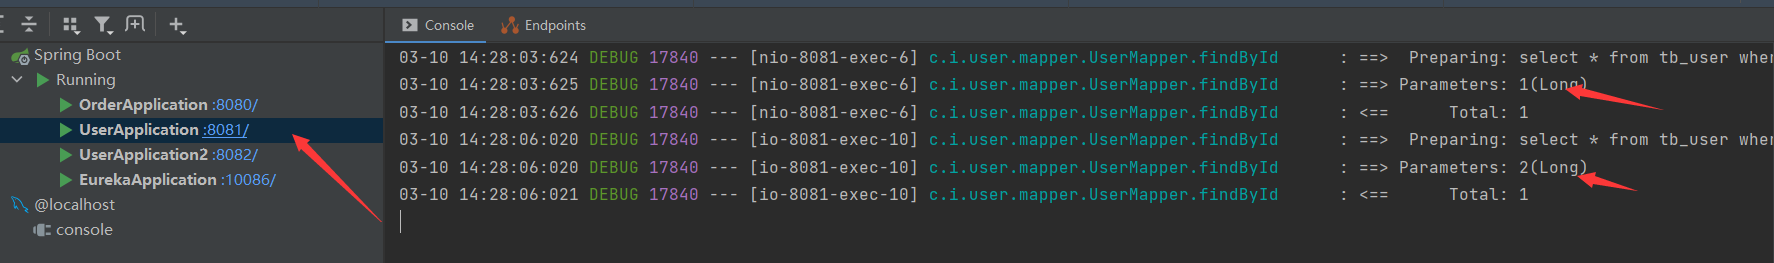 Console
Endpoints
Spring Boot
Running
OrderApplication :8080/
UserApplication :8081/
UserApplication2 :8082/
EurekaApplication :10086/
@localhost
console
03-10 14:28:03:624 DEBUG 17840 --- [nio-8081-exec-6] c.i.user.mapper.UserMapper.findById : ==>  Preparing: select * from tb_user
03-10 14:28:03:625 DEBUG 17840 --- [nio-8081-exec-6] c.i.user.mapper.UserMapper.findById : ==> Parameters: 1(Long)
03-10 14:28:03:626 DEBUG 17840 --- [nio-8081-exec-6] c.i.user.mapper.UserMapper.findById : <==      Total: 1
03-10 14:28:06:020 DEBUG 17840 --- [io-8081-exec-10] c.i.user.mapper.UserMapper.findById : ==>  Preparing: select * from tb_user
03-10 14:28:06:020 DEBUG 17840 --- [io-8081-exec-10] c.i.user.mapper.UserMapper.findById : ==> Parameters: 2(Long)
03-10 14:28:06:021 DEBUG 17840 --- [io-8081-exec-10] c.i.user.mapper.UserMapper.findById : <==      Total: 1